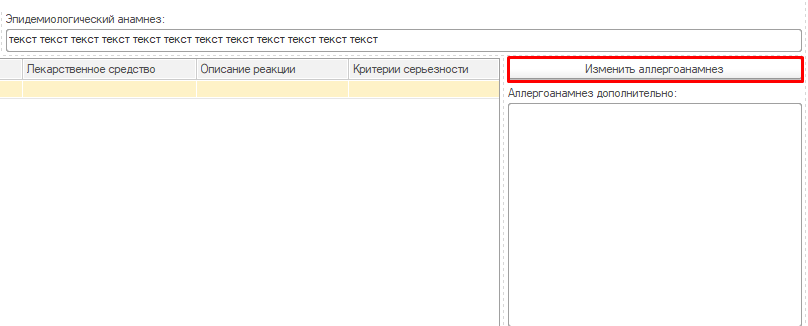 Эпидемиологический анамнез:
текст текст текст текст текст текст текст текст текст текст текст текст
Лекарственное средство Описание реакции Критерии серьезности Изменить аллергоанамнез
Аллергоанамнез дополнительно: